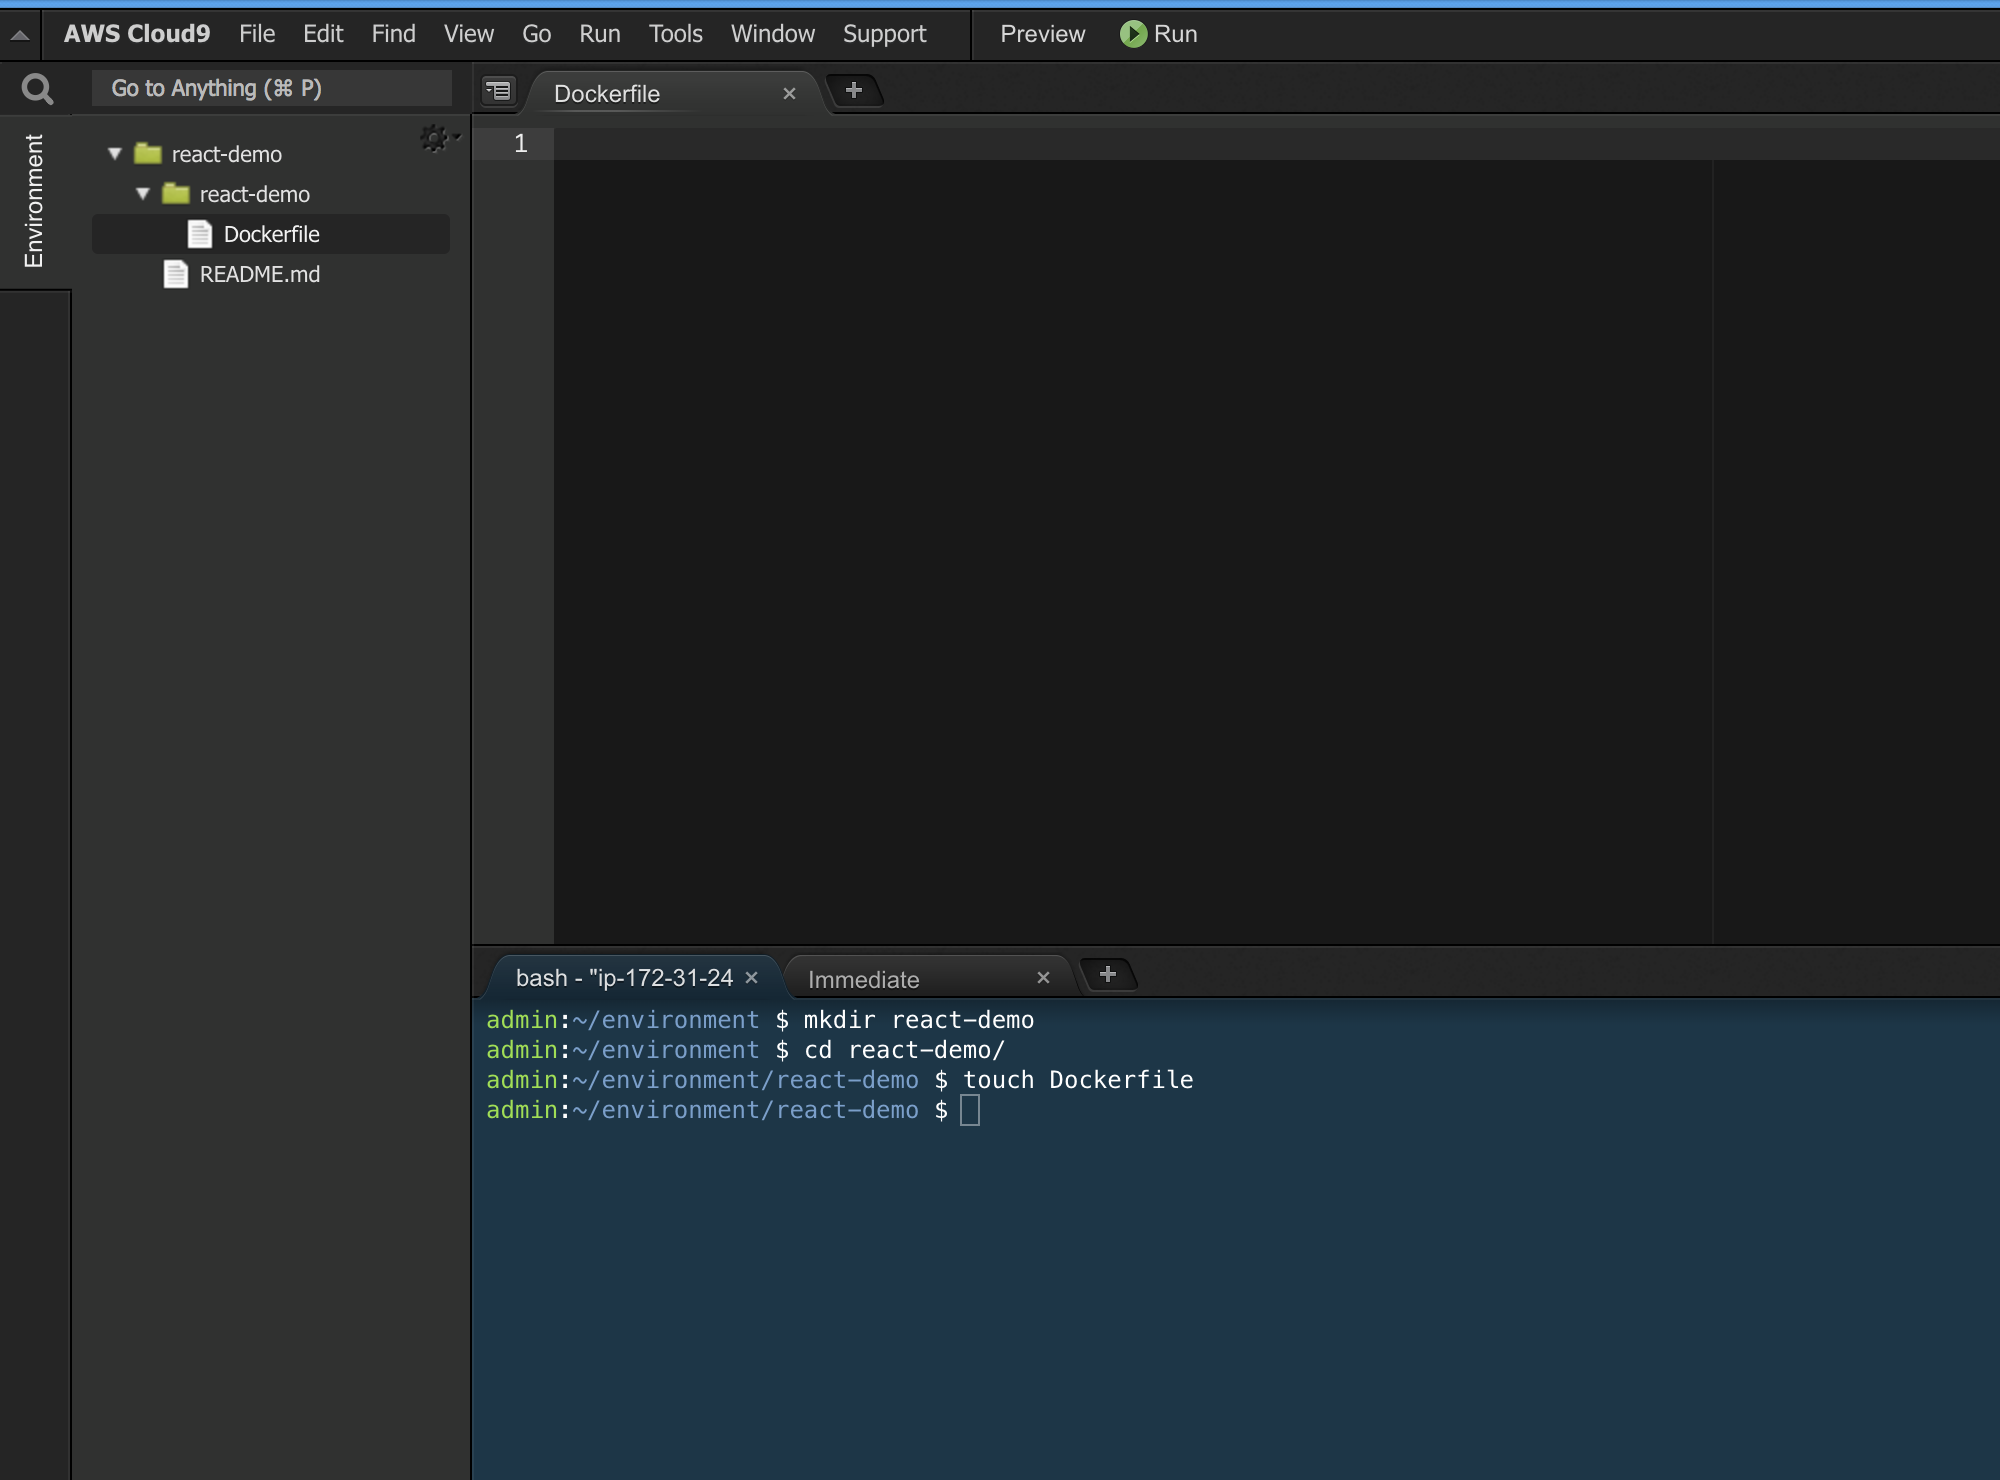 AWS Cloud9 File Edit Find View Go Run Tools Window Support Preview Run
Go to Anything (⌘ P)
Dockerfile
Environment
react-demo
react-demo
Dockerfile
README.md
1
bash - "ip-172-31-24
Immediate
admin:~/environment $ mkdir react-demo
admin:~/environment $ cd react-demo/
admin:~/environment/react-demo $ touch Dockerfile
admin:~/environment/react-demo $